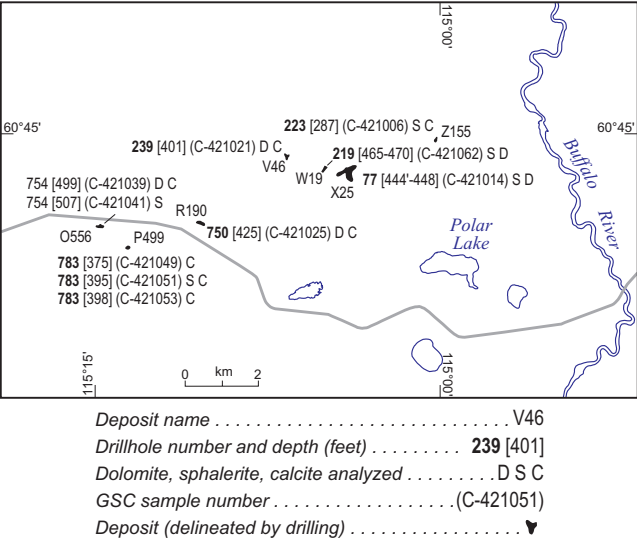 115°00'
60°45'
60°45'
223 [287] (C-421006) S C
Z155
239 [401] (C-421021) D C
V46
219 [465-470] (C-421062) S D
W19
77 [444'-448] (C-421014) S D
X25
Buffalo
River
754 [499] (C-421039) D C
754 [507] (C-421041) S
R190
750 [425] (C-421025) D C
O556
P499
Polar
Lake
783 [375] (C-421049) C
783 [395] (C-421051) S C
783 [398] (C-421053) C
0 km 2
115°15'
115°00'
Deposit name . . . . . . . . . . . . . . . . . . . . . . . . . . . . . V46
Drillhole number and depth (feet) . . . . . . . . . 239 [401]
Dolomite, sphalerite, calcite analyzed . . . . . . . . . D S C
GSC sample number . . . . . . . . . . . . . . . . . . (C-421051)
Deposit (delineated by drilling) . . . . . . . . . . . . . . . . .